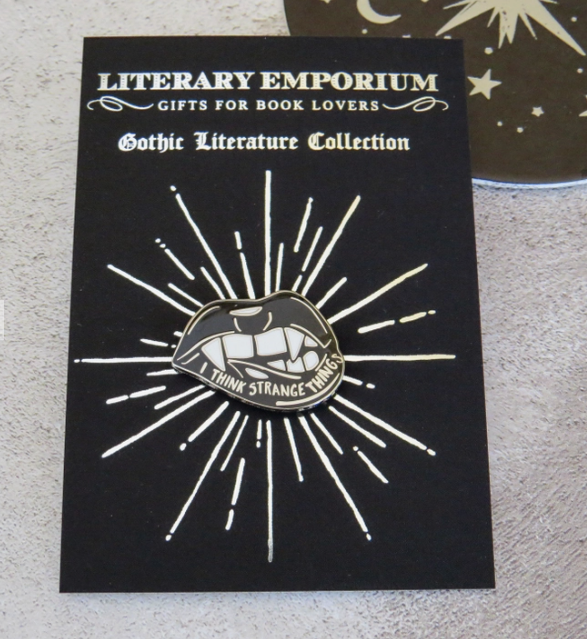 LITERARY EMPORIUM
GIFTS FOR BOOK LOVERS
Gothic Literature Collection
I THINK STRANGE THINGS